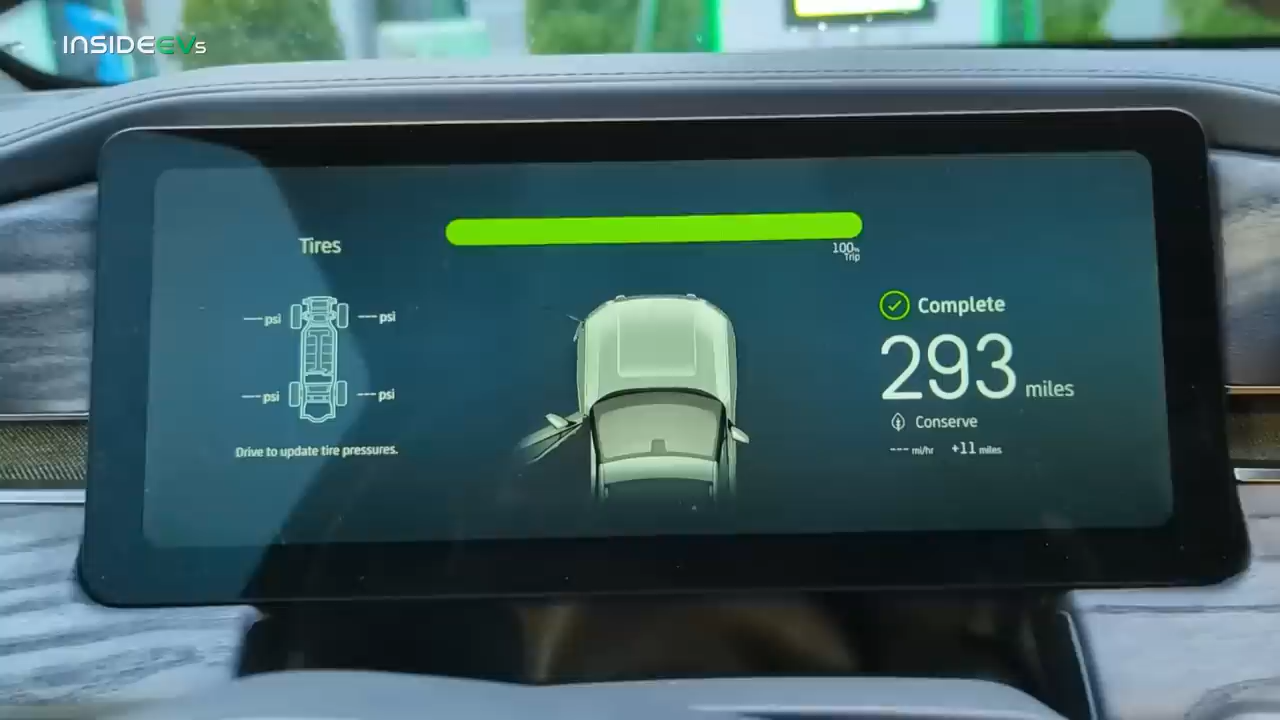 INSIDEEVs
Tires
100%
Trip
--- psi
--- psi
--- psi
--- psi
Drive to update tire pressures.
Complete
293 miles
Conserve
--- mi/hr +11 miles